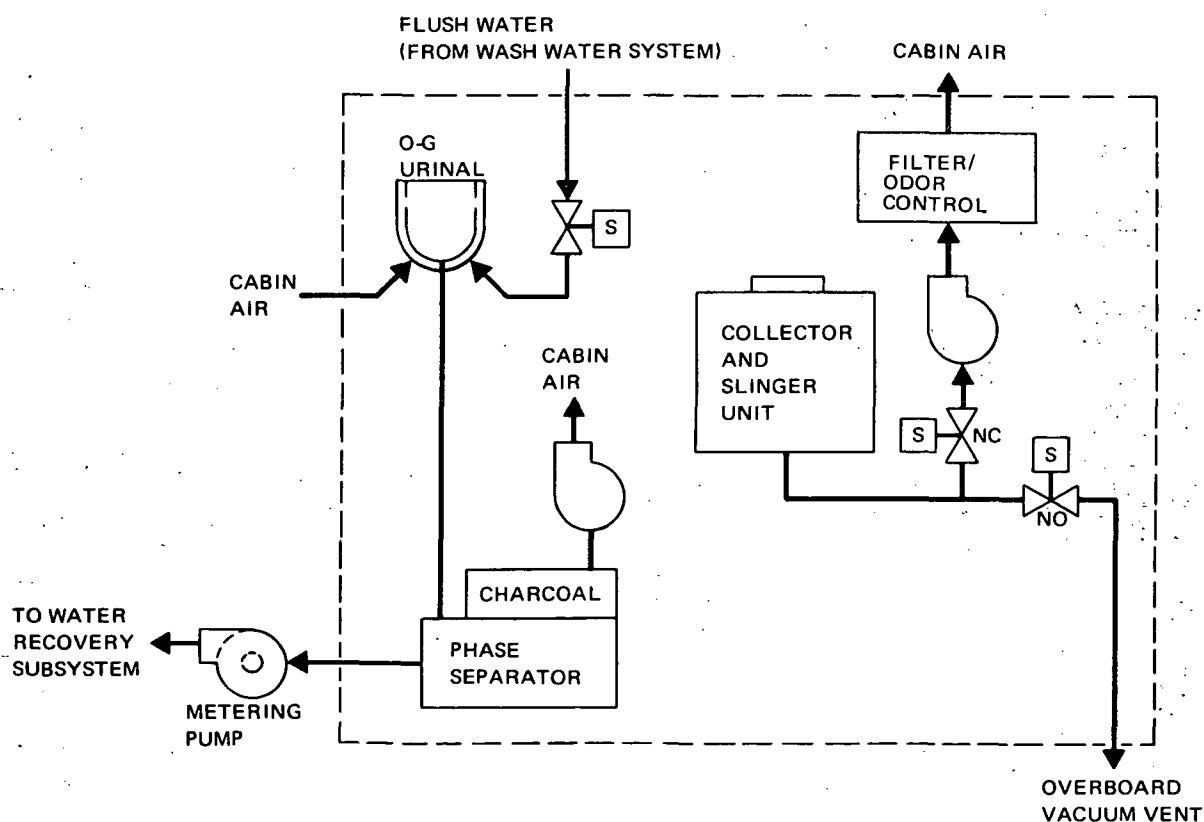 FLUSH WATER
(FROM WASH WATER SYSTEM)
CABIN AIR
O-G
URINAL
S
FILTER/
ODOR
CONTROL
CABIN
AIR
COLLECTOR
AND
SLINGER
UNIT
CABIN
AIR
S
NC
S
NO
CHARCOAL
PHASE
SEPARATOR
TO WATER
RECOVERY
SUBSYSTEM
METERING
PUMP
OVERBOARD
VACUUM VENT